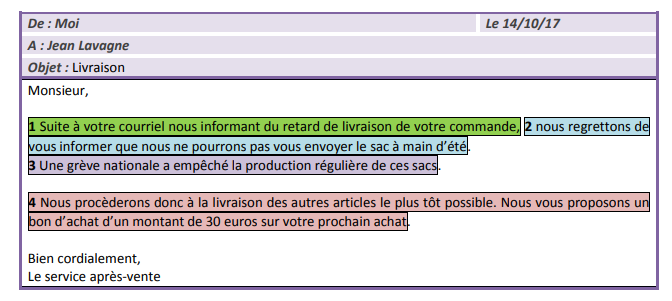 De : Moi Le 14/10/17
A : Jean Lavagne
Objet : Livraison
Monsieur,
1 Suite à votre courriel nous informant du retard de livraison de votre commande, 2 nous regrettons de
vous informer que nous ne pourrons pas vous envoyer le sac à main d’été.
3 Une grève nationale a empêché la production régulière de ces sacs.
4 Nous procèderons donc à la livraison des autres articles le plus tôt possible. Nous vous proposons un
bon d’achat d’un montant de 30 euros sur votre prochain achat.
Bien cordialement,
Le service après-vente